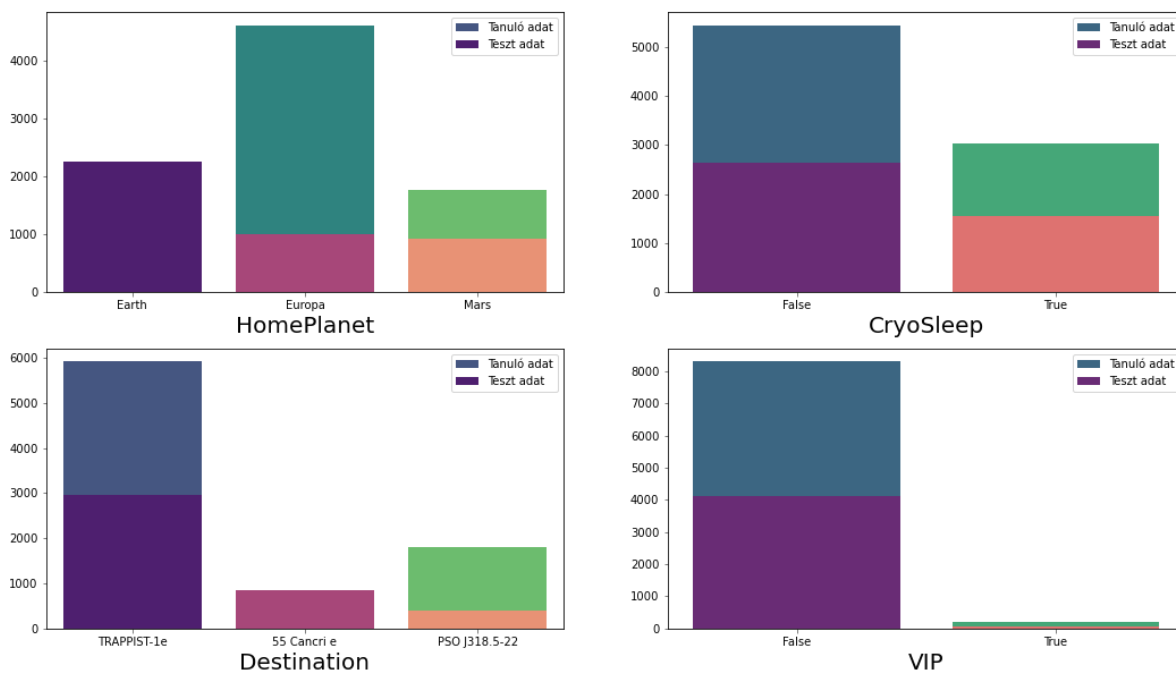 Tanuló adat
Teszt adat
4000
3000
2000
1000
0
Earth
Europa
Mars
HomePlanet
Tanuló adat
Teszt adat
5000
4000
3000
2000
1000
0
False
True
CryoSleep
Tanuló adat
Teszt adat
6000
5000
4000
3000
2000
1000
0
TRAPPIST-1e
55 Cancri e
PSO J318.5-22
Destination
Tanuló adat
Teszt adat
8000
7000
6000
5000
4000
3000
2000
1000
0
False
True
VIP